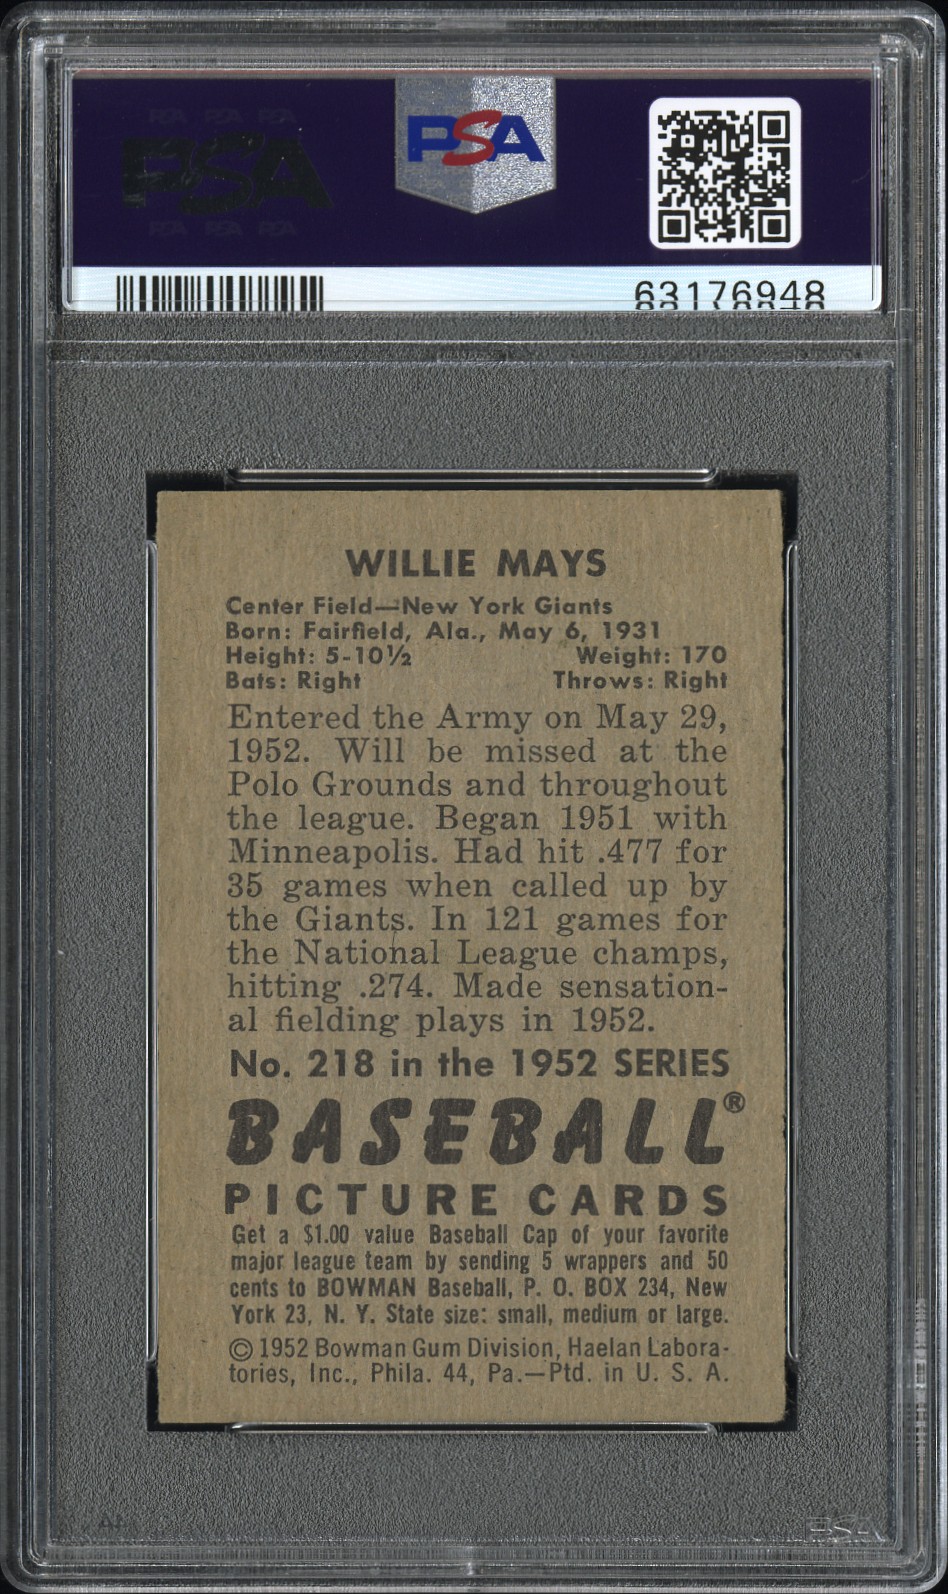 PSA PSA PSA
PSA
PSA PSA PSA
PSA
63176948
WILLIE MAYS
Center Field—New York Giants
Born: Fairfield, Ala., May 6, 1931
Height: 5-10½ Weight: 170
Bats: Right Throws: Right
Entered the Army on May 29,
1952. Will be missed at the
Polo Grounds and throughout
the league. Began 1951 with
Minneapolis. Had hit .477 for
35 games when called up by
the Giants. In 121 games for
the National League champs,
hitting .274. Made sensation-
al fielding plays in 1952.
No. 218 in the 1952 SERIES
BASEBALL®
PICTURE CARDS
Get a $1.00 value Baseball Cap of your favorite
major league team by sending 5 wrappers and 50
cents to BOWMAN Baseball, P. O. BOX 234, New
York 23, N. Y. State size: small, medium or large.
© 1952 Bowman Gum Division, Haelan Labora-
tories, Inc., Phila. 44, Pa.—Ptd. in U. S. A.
PSA